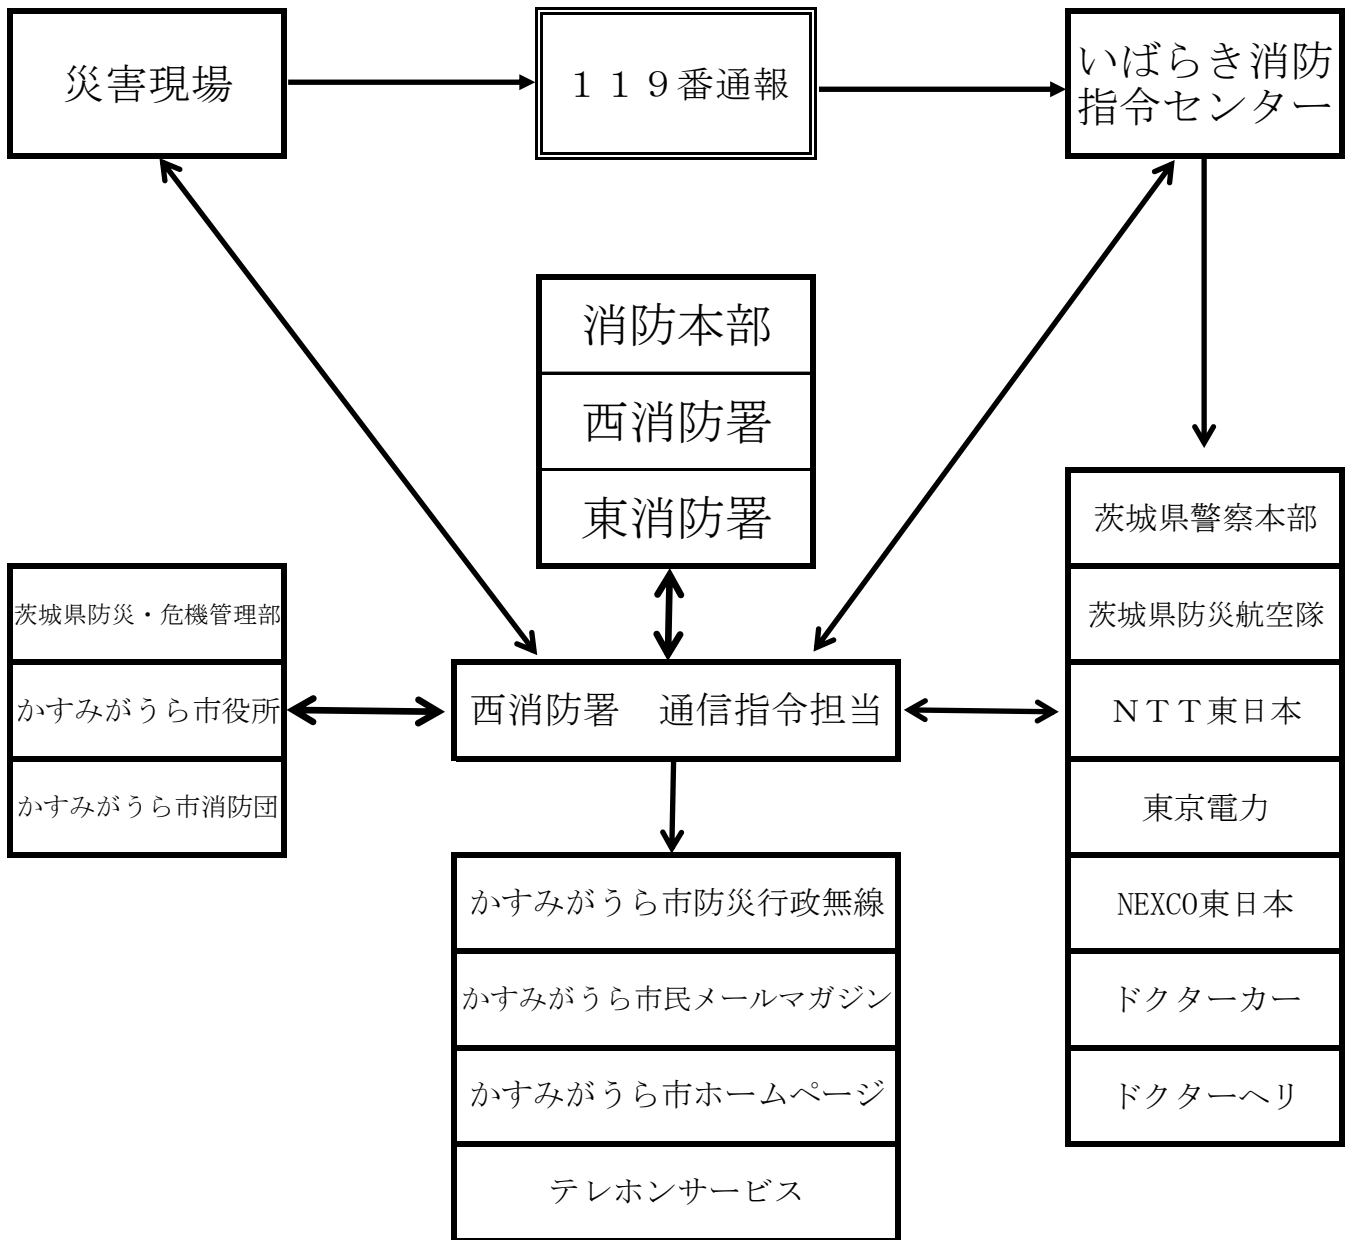 災害現場
１１９番通報
いばらき消防
指令センター
消防本部
西消防署
東消防署
茨城県防災・危機管理部
かすみがうら市役所
かすみがうら市消防団
西消防署　通信指令担当
茨城県警察本部
茨城県防災航空隊
ＮＴＴ東日本
東京電力
NEXCO東日本
ドクターカー
ドクターヘリ
かすみがうら市防災行政無線
かすみがうら市民メールマガジン
かすみがうら市ホームページ
テレホンサービス